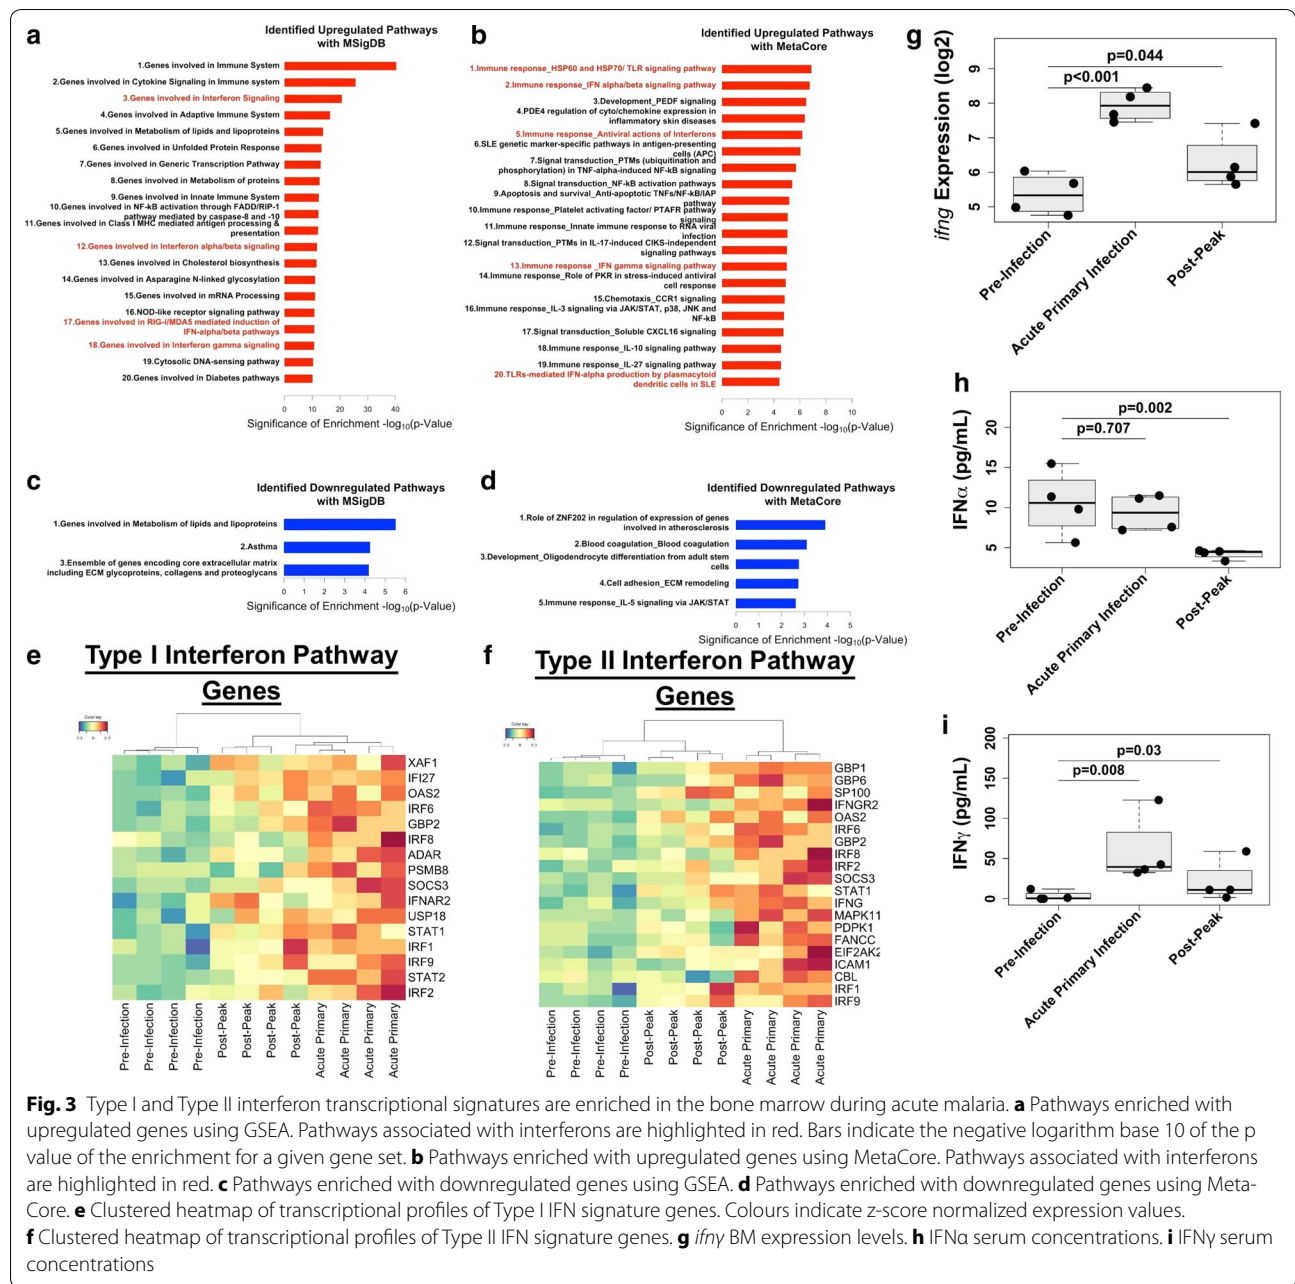 a
Identified Upregulated Pathways
with MSigDB
1.Genes involved in Immune System
2.Genes involved in Cytokine Signaling in Immune system
3.Genes involved in Interferon Signaling
4.Genes involved in Adaptive Immune System
5.Genes involved in Metabolism of lipids and lipoproteins
6.Genes involved in Unfolded Protein Response
7.Genes involved in Generic Transcription Pathway
8.Genes involved in Metabolism of proteins
9.Genes involved in Innate Immune System
10.Genes involved in NF-kB activation through FADD/RIP-1
pathway mediated by caspase-8 and -10
11.Genes involved in Class I MHC mediated antigen processing &
presentation
12.Genes involved in Interferon alpha/beta signaling
13.Genes involved in Cholesterol biosynthesis
14.Genes involved in Asparagine N-linked glycosylation
15.Genes involved in mRNA Processing
16.NOD-like receptor signaling pathway
17.Genes involved in RIG-I/MDA5 mediated induction of
IFN-alpha/beta pathways
18.Genes involved in Interferon gamma signaling
19.Cytosolic DNA-sensing pathway
20.Genes involved in Diabetes pathways
0 10 20 30 40
Significance of Enrichment -log10(p-Value)
b
Identified Upregulated Pathways
with MetaCore
1.Immune response_HSP60 and HSP70/ TLR signaling pathway
2.Immune response_IFN alpha/beta signaling pathway
3.Development_PEDF signaling
4.PDE4 regulation of cyto/chemokine expression in
inflammatory skin diseases
5.Immune response_Antiviral actions of Interferons
6.SLE genetic marker-specific pathways in antigen-presenting
cells (APC)
7.Signal transduction_PTMs (ubiquitination and
phosphorylation) in TNF-alpha-induced NF-kB signaling
8.Signal transduction_NF-kB activation pathways
9.Apoptosis and survival_Anti-apoptotic TNFs/NF-kB/IAP
pathway
10.Immune response_Platelet activating factor/ PTAFR pathway
signaling
11.Immune response_Innate immune response to RNA viral
infection
12.Signal transduction_PTMs in IL-17-induced CIKS-independent
signaling pathways
13.Immune response _IFN gamma signaling pathway
14.Immune response_Role of PKR in stress-induced antiviral
cell response
15.Chemotaxis_CCR1 signaling
16.Immune response_IL-3 signaling via JAK/STAT, p38, JNK and
NF-kB
17.Signal transduction_Soluble CXCL16 signaling
18.Immune response_IL-10 signaling pathway
19.Immune response_IL-27 signaling pathway
20.TLRs-mediated IFN-alpha production by plasmacytoid
dendritic cells in SLE
0 2 4 6 8 10
Significance of Enrichment -log10(p-Value)
c
Identified Downregulated Pathways
with MSigDB
1.Genes involved in Metabolism of lipids and lipoproteins
2.Asthma
3.Ensemble of genes encoding core extracellular matrix
including ECM glycoproteins, collagens and proteoglycans
0 1 2 3 4 5 6
Significance of Enrichment -log10(p-Value)
d
Identified Downregulated Pathways
with MetaCore
1.Role of ZNF202 in regulation of expression of genes
involved in atherosclerosis
2.Blood coagulation_Blood coagulation
3.Development_Oligodendrocyte differentiation from adult stem
cells
4.Cell adhesion_ECM remodeling
5.Immune response_IL-5 signaling via JAK/STAT
0 1 2 3 4 5
Significance of Enrichment -log10(p-Value)
e
Type I Interferon Pathway
Genes
Color key
XAF1
IFI27
OAS2
IRF6
GBP2
IRF8
ADAR
PSMB8
SOCS3
IFNAR2
USP18
STAT1
IRF1
IRF9
STAT2
IRF2
Pre-Infection Pre-Infection Pre-Infection Pre-Infection Post-Peak Post-Peak Post-Peak Post-Peak Acute Primary Acute Primary Acute Primary Acute Primary
f
Type II Interferon Pathway
Genes
Color key
GBP1
GBP6
SP100
IFNGR2
OAS2
IRF6
GBP2
IRF8
IRF2
SOCS3
STAT1
IFNG
MAPK11
PDPK1
FANCC
EIF2AK2
ICAM1
CBL
IRF1
IRF9
Pre-Infection Pre-Infection Pre-Infection Pre-Infection Post-Peak Post-Peak Post-Peak Post-Peak Acute Primary Acute Primary Acute Primary Acute Primary
g
ifng Expression (log2)
9
8
7
6
5
p=0.044
p<0.001
Pre-Infection
Acute Primary Infection
Post-Peak
h
IFNα (pg/mL)
20
15
10
5
p=0.002
p=0.707
Pre-Infection
Acute Primary Infection
Post-Peak
i
IFNγ (pg/mL)
200
150
100
50
0
p=0.03
p=0.008
Pre-Infection
Acute Primary Infection
Post-Peak
Fig. 3 Type I and Type II interferon transcriptional signatures are enriched in the bone marrow during acute malaria. a Pathways enriched with
upregulated genes using GSEA. Pathways associated with interferons are highlighted in red. Bars indicate the negative logarithm base 10 of the p
value of the enrichment for a given gene set. b Pathways enriched with upregulated genes using MetaCore. Pathways associated with interferons
are highlighted in red. c Pathways enriched with downregulated genes using GSEA. d Pathways enriched with downregulated genes using Meta-
Core. e Clustered heatmap of transcriptional profiles of Type I IFN signature genes. Colours indicate z-score normalized expression values.
f Clustered heatmap of transcriptional profiles of Type II IFN signature genes. g ifnγ BM expression levels. h IFNα serum concentrations. i IFNγ serum
concentrations